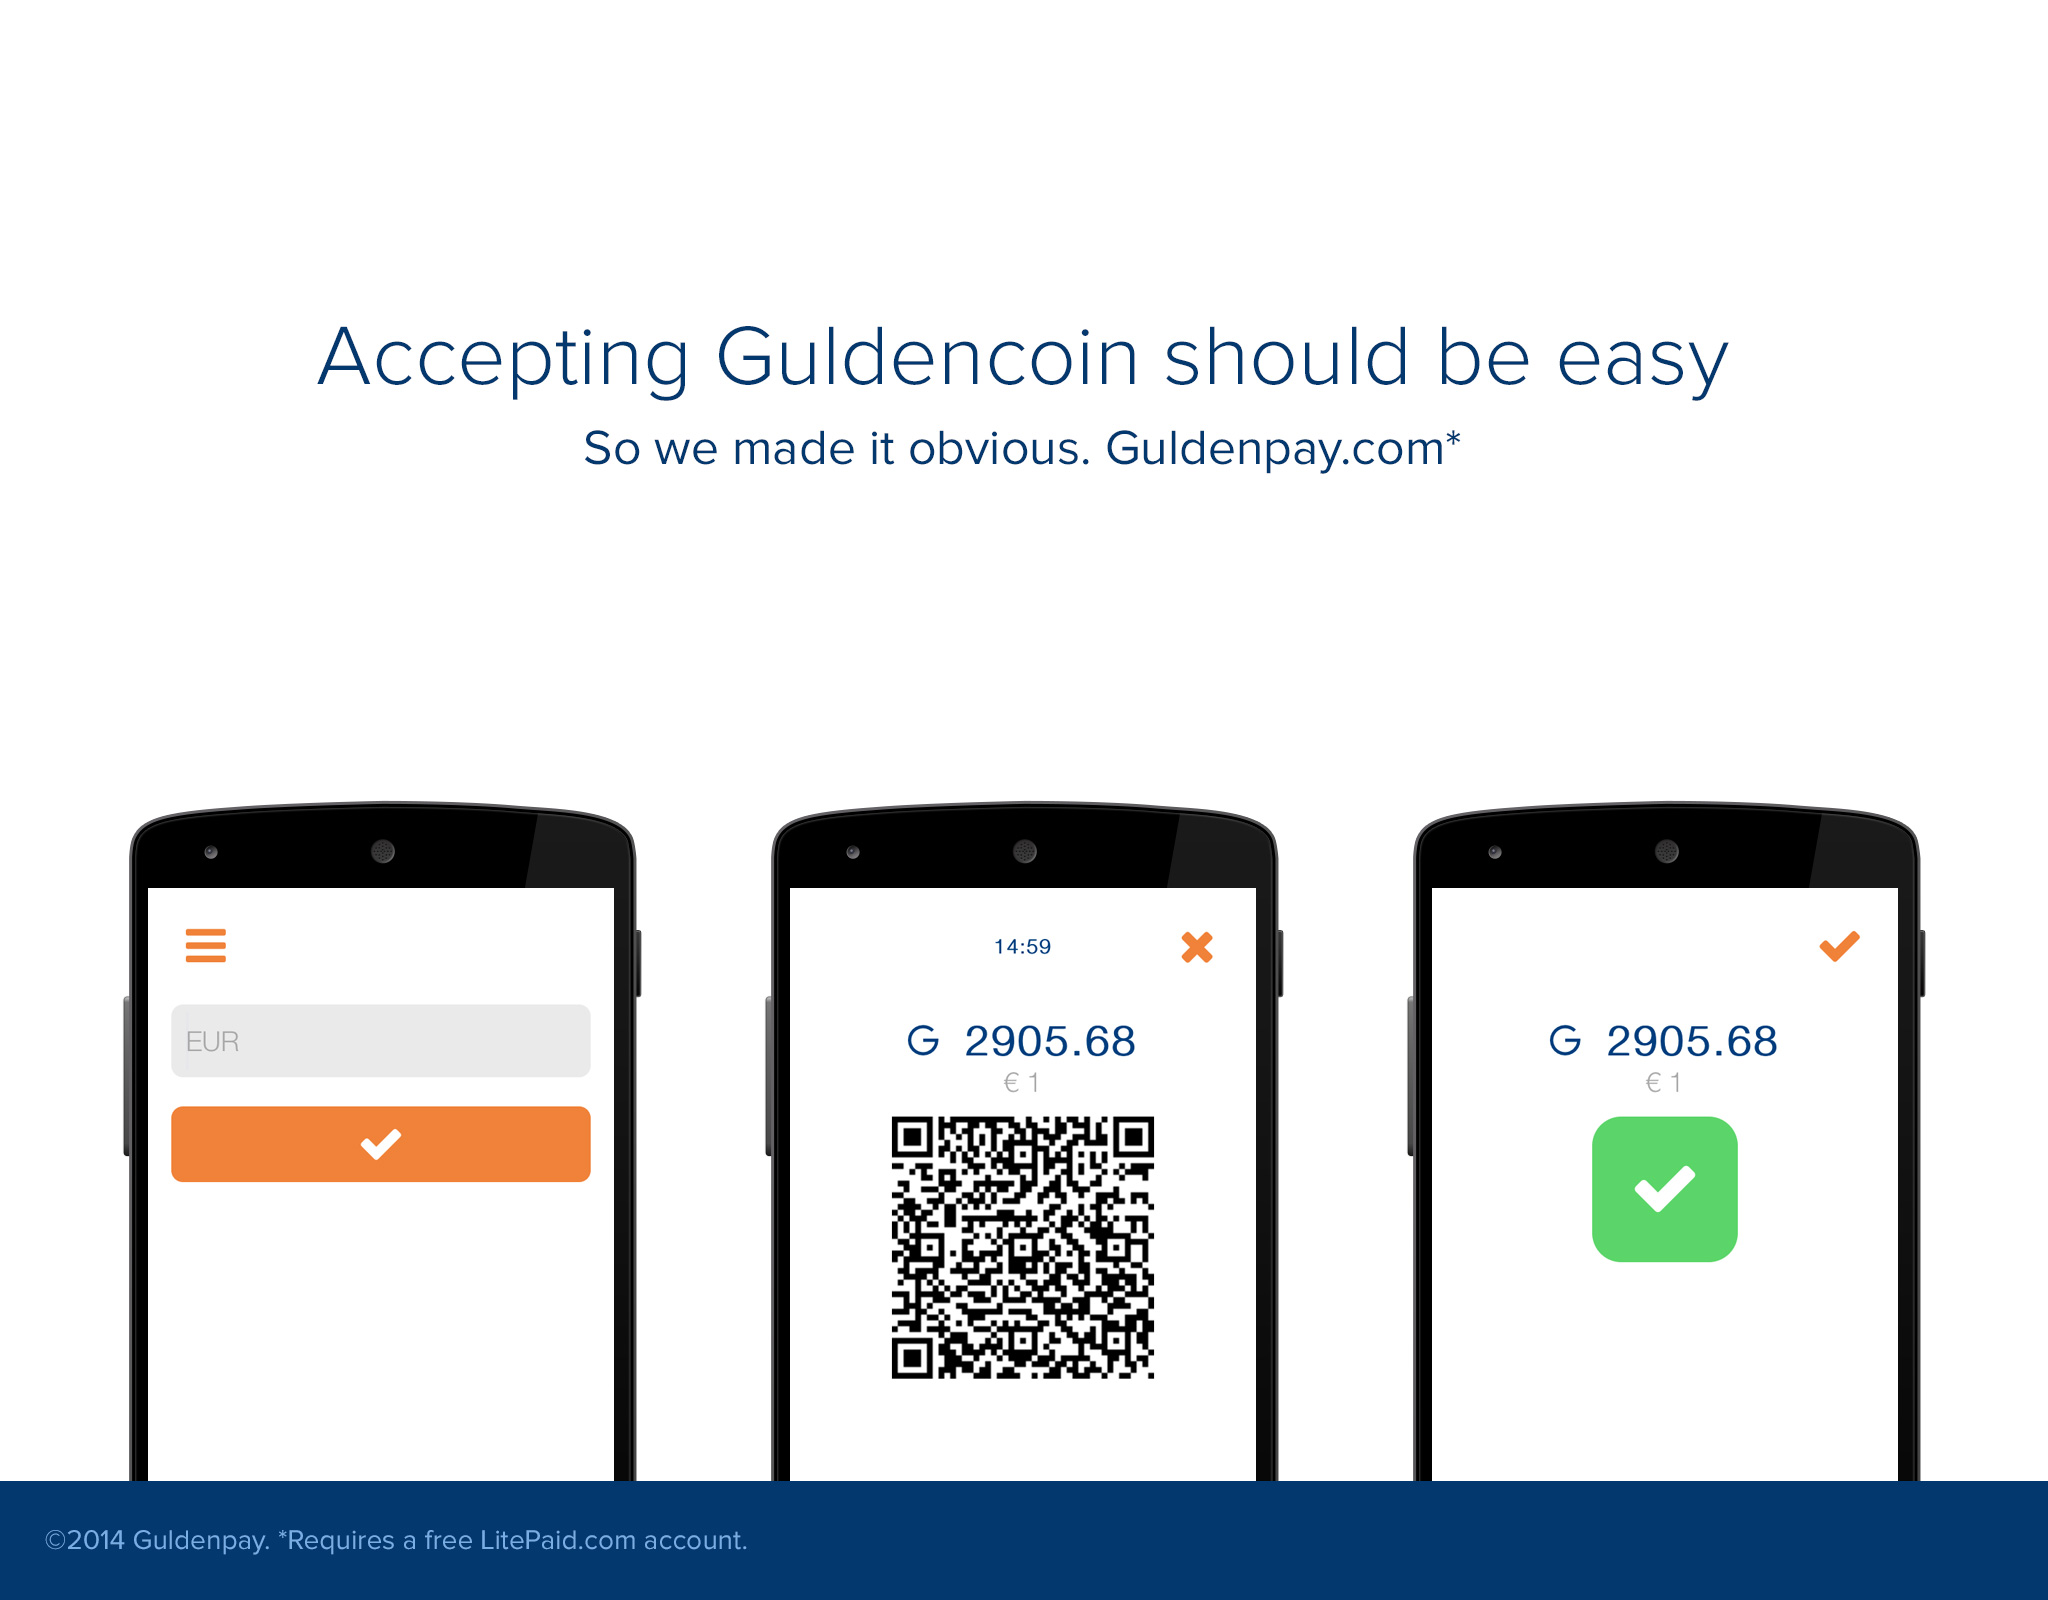 Accepting Guldencoin should be easy
So we made it obvious. Guldenpay.com*
EUR
14:59
G 2905.68
€ 1
G 2905.68
€ 1
©2014 Guldenpay. *Requires a free LitePaid.com account.